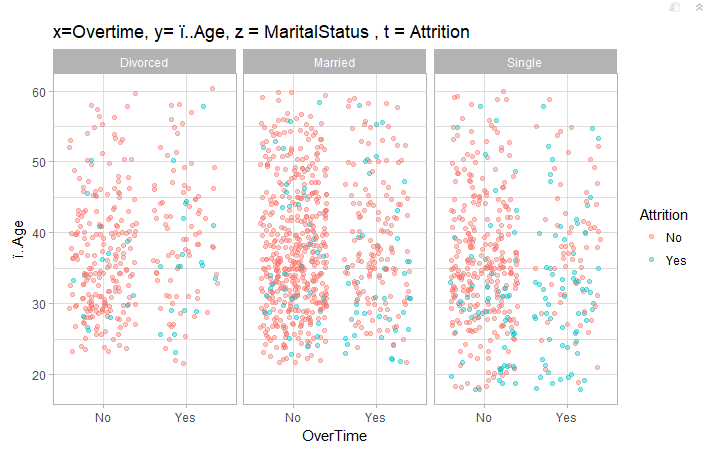 x=Overtime, y= ï..Age, z = MaritalStatus , t = Attrition
Divorced
Married
Single
60
50
40
30
20
ï..Age
No
Yes
No
Yes
No
Yes
OverTime
Attrition
No
Yes